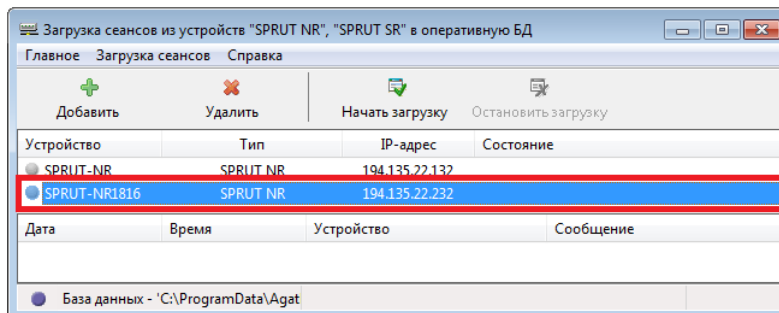 Загрузка сеансов из устройств "SPRUT NR", "SPRUT SR" в оперативную БД
Главное Загрузка сеансов Справка
Добавить Удалить Начать загрузку Остановить загрузку
Устройство Тип IP-адрес Состояние
SPRUT-NR SPRUT NR 194.135.22.132
SPRUT-NR1816 SPRUT NR 194.135.22.232
Дата Время Устройство Сообщение
База данных - 'C:\ProgramData\Agat